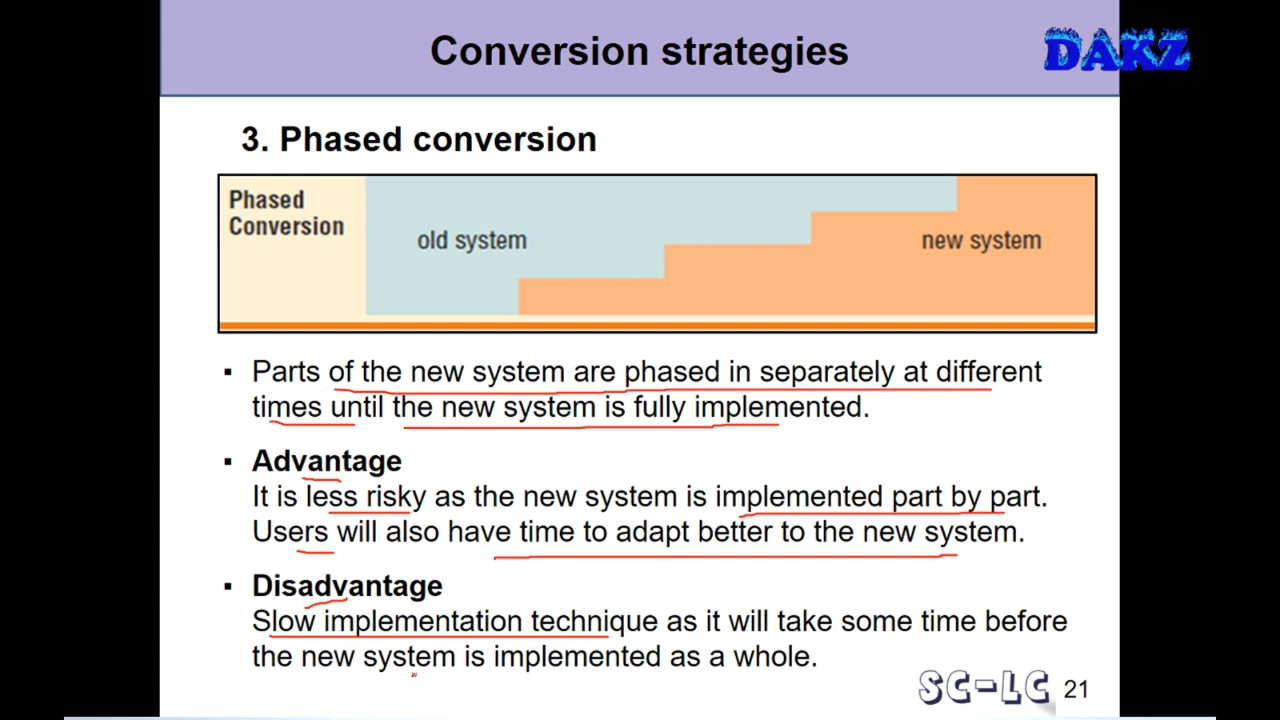 Conversion strategies
DAKZ
3. Phased conversion
Phased
Conversion
old system
new system
▪ Parts of the new system are phased in separately at different
times until the new system is fully implemented.
▪ Advantage
It is less risky as the new system is implemented part by part.
Users will also have time to adapt better to the new system.
▪ Disadvantage
Slow implementation technique as it will take some time before
the new system is implemented as a whole.
SC-LC 21